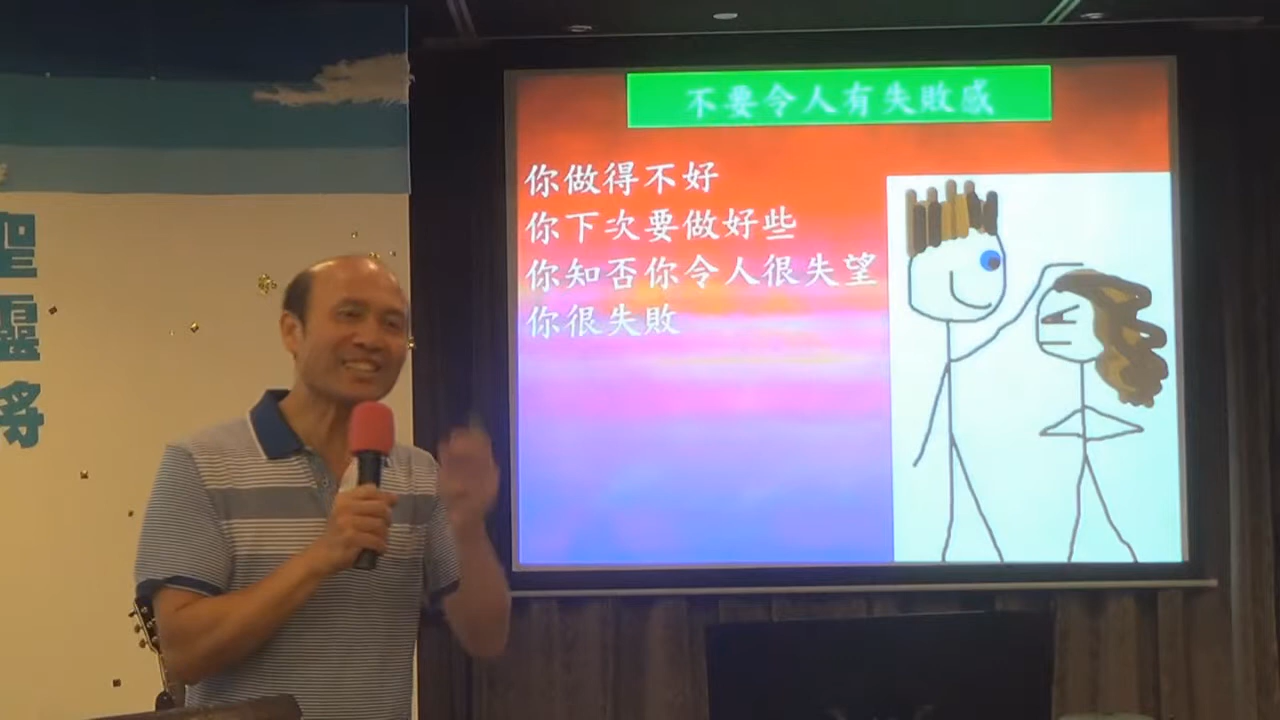 不要令人有失敗感
你做得不好
你下次要做好些
你知否你令人很失望
你很失敗
聖
靈
将